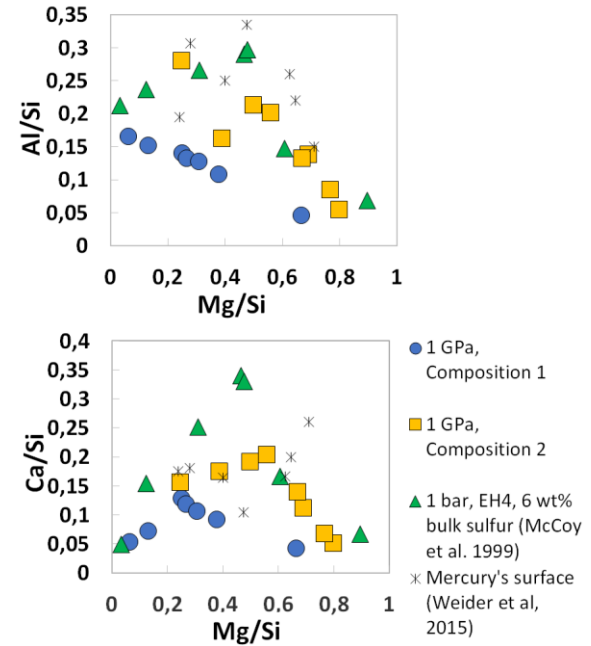 0,35
0,3
0,25
0,2
0,15
0,1
0,05
0
Al/Si
0 0,2 0,4 0,6 0,8 1
Mg/Si
0,4
0,35
0,3
0,25
0,2
0,15
0,1
0,05
0
Ca/Si
0 0,2 0,4 0,6 0,8 1
Mg/Si
1 GPa,
Composition 1
1 GPa,
Composition 2
1 bar, EH4, 6 wt%
bulk sulfur (McCoy
et al. 1999)
Mercury's surface
(Weider et al,
2015)